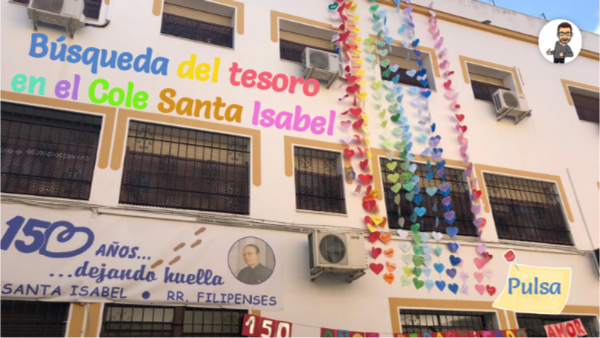 Búsqueda del tesoro
en el Cole Santa Isabel
150 AÑOS...
...dejando huella
SANTA ISABEL • RR. FILIPENSES
Pulsa
150
AMOR